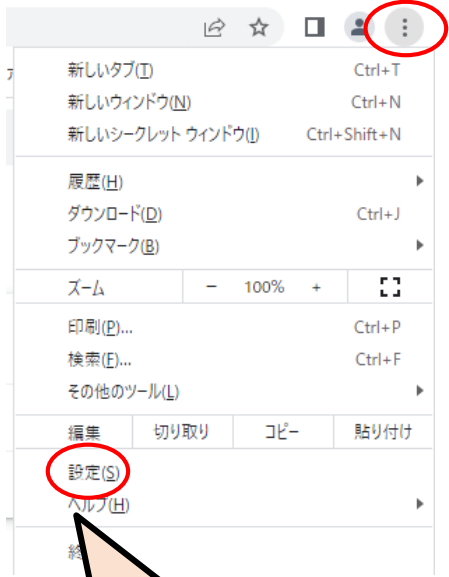 新しいタブ(T) Ctrl+T
新しいウィンドウ(N) Ctrl+N
新しいシークレット ウィンドウ(I) Ctrl+Shift+N
履歴(H)
ダウンロード(D) Ctrl+J
ブックマーク(B)
ズーム - 100% +
印刷(P)... Ctrl+P
検索(F)... Ctrl+F
その他のツール(L)
編集 切り取り コピー 貼り付け
設定(S)
ヘルプ(H)
終